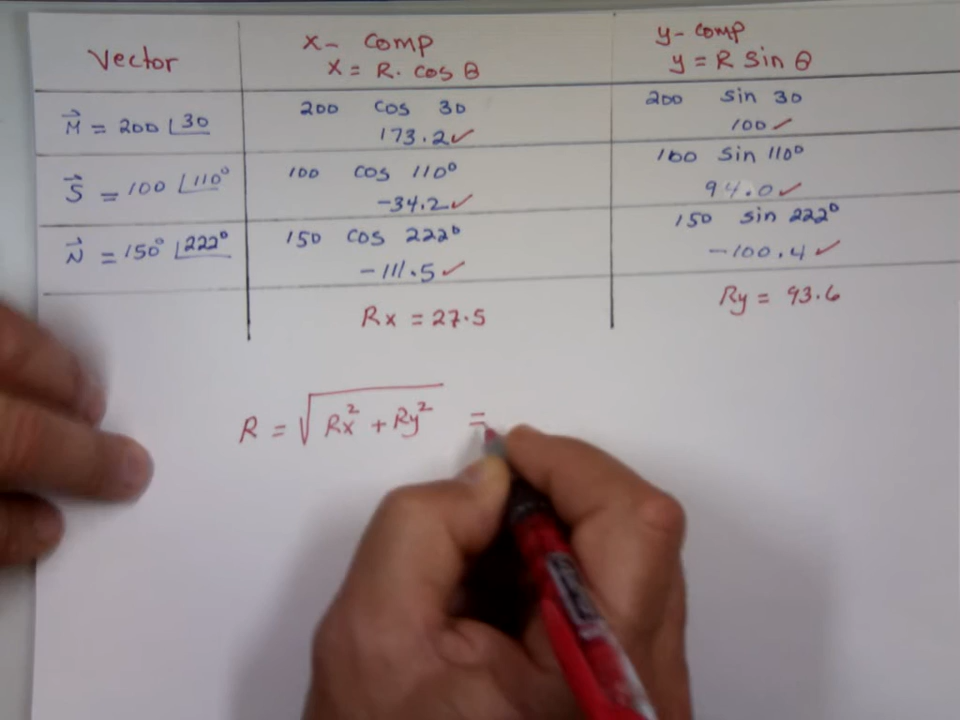 Vector x- comp y- comp
x = R. cos θ y = R sin θ
M⃗ = 200 ∠30 200 cos 30 200 sin 30
173.2✓ 100✓
S⃗ = 100 ∠110° 100 cos 110° 100 sin 110°
-34.2✓ 94.0✓
N⃗ = 150° ∠222° 150 cos 222° 150 sin 222°
-111.5✓ -100.4✓
Rx = 27.5 Ry = 93.6
R = √(Rx² + Ry²) =